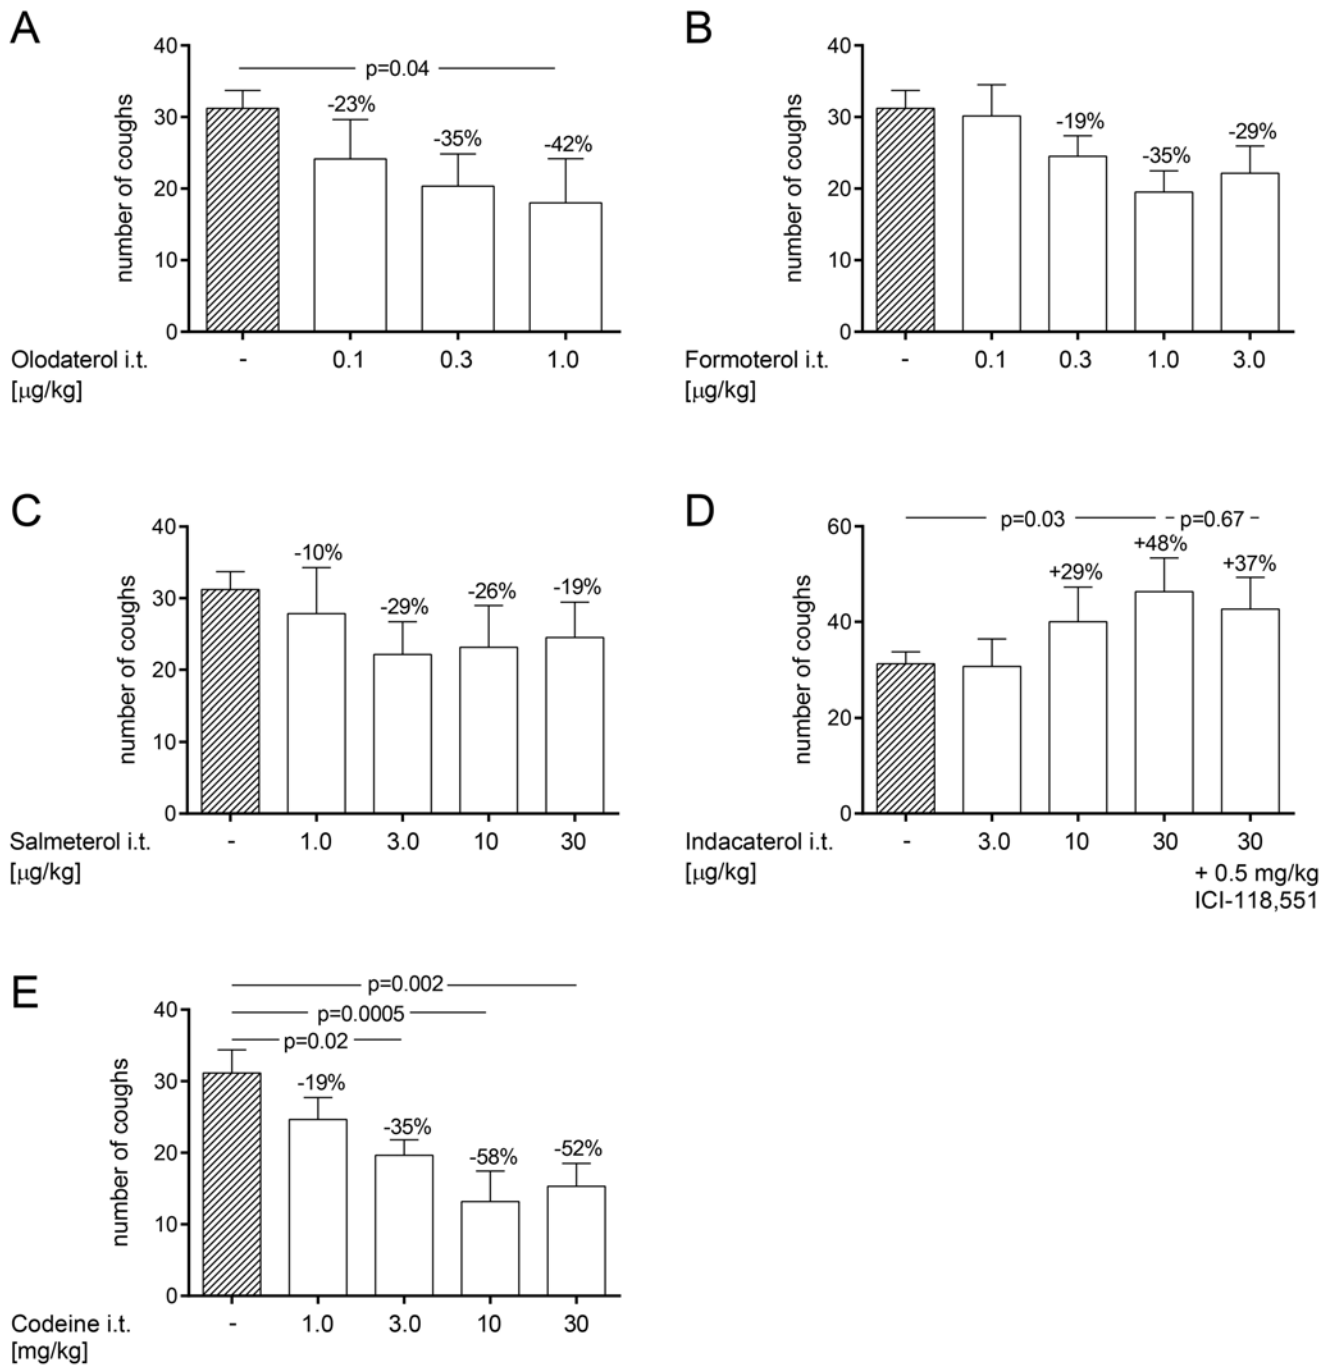 A
number of coughs
40
30
20
10
0
p=0.04
-23%
-35%
-42%
Olodaterol i.t. - 0.1 0.3 1.0
[µg/kg]
B
number of coughs
40
30
20
10
0
-19%
-35%
-29%
Formoterol i.t. - 0.1 0.3 1.0 3.0
[µg/kg]
C
number of coughs
40
30
20
10
0
-10%
-29%
-26%
-19%
Salmeterol i.t. - 1.0 3.0 10 30
[µg/kg]
D
number of coughs
60
40
20
0
p=0.03 p=0.67
+29%
+48%
+37%
Indacaterol i.t. - 3.0 10 30 30
[µg/kg] + 0.5 mg/kg
ICI-118,551
E
number of coughs
40
30
20
10
0
p=0.002
p=0.0005
p=0.02
-19%
-35%
-58%
-52%
Codeine i.t. - 1.0 3.0 10 30
[mg/kg]